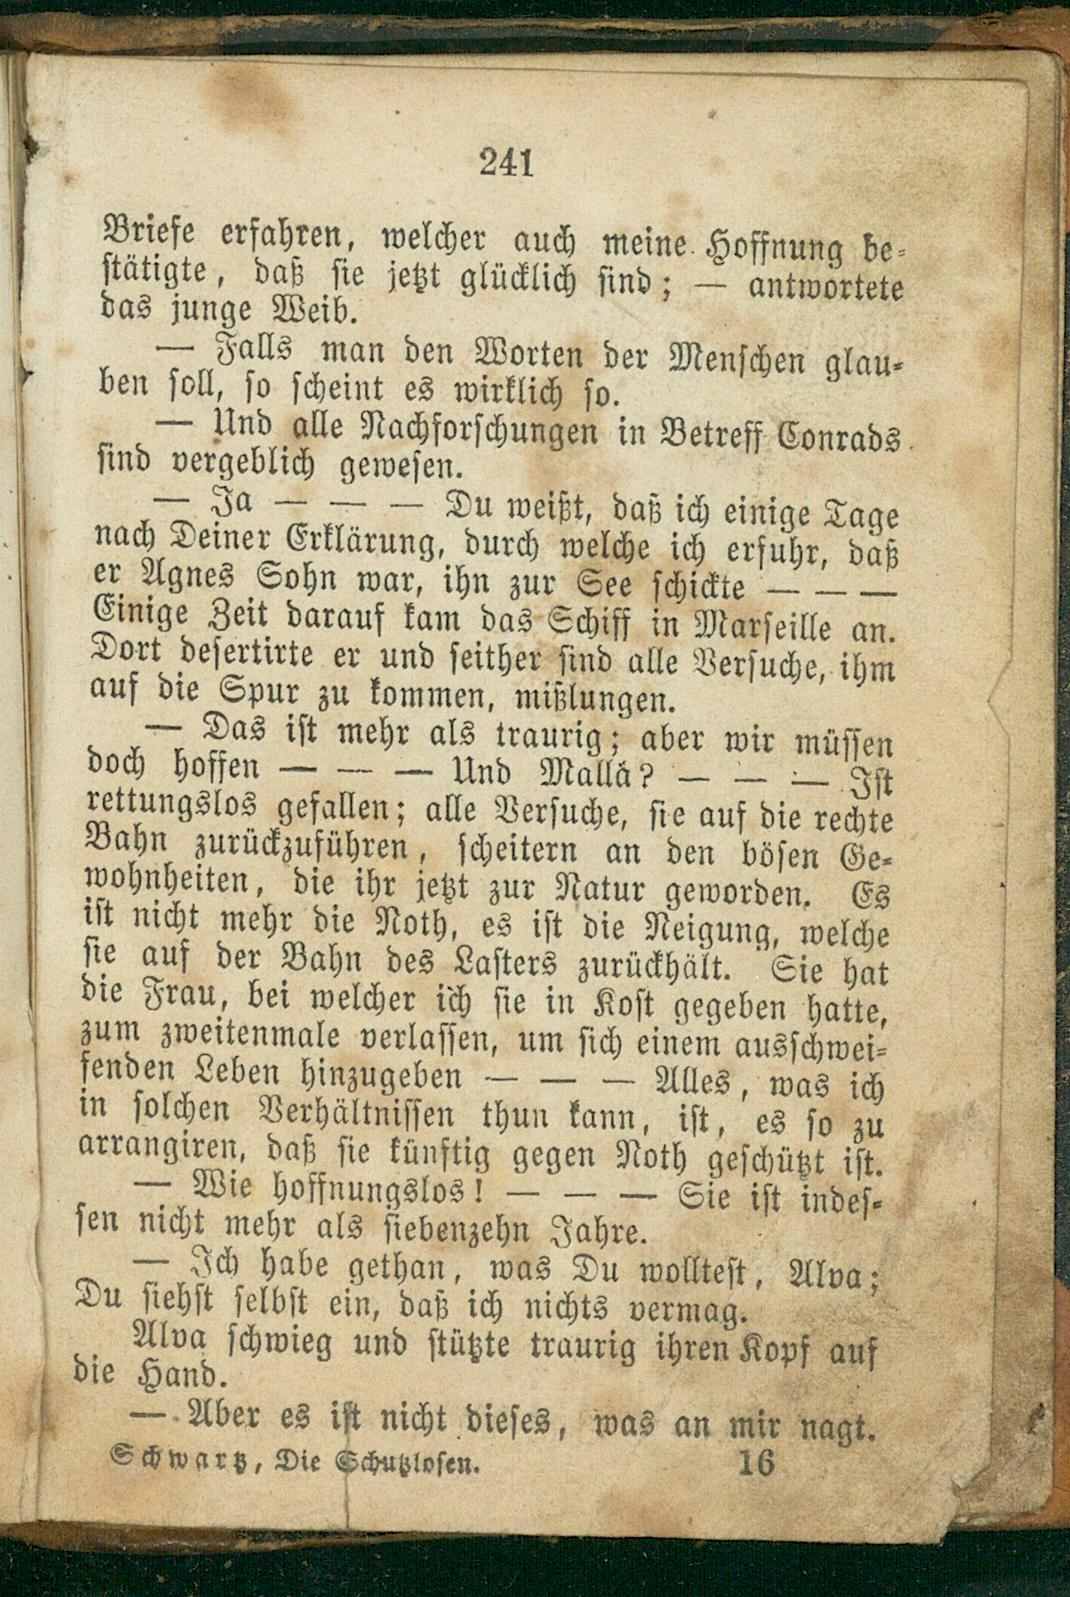 241
Briefe erfahren, welcher auch meine Hoffnung be-
stätigte, daß sie jetzt glücklich sind; — antwortete
das junge Weib.
— Falls man den Worten der Menschen glau-
ben soll, so scheint es wirklich so.
— Und alle Nachforschungen in Betreff Conrads
sind vergeblich gewesen.
— Ja — — — Du weißt, daß ich einige Tage
nach Deiner Erklärung, durch welche ich erfuhr, daß
er Agnes Sohn war, ihn zur See schickte — — —
Einige Zeit darauf kam das Schiff in Marseille an.
Dort desertirte er und seither sind alle Versuche, ihm
auf die Spur zu kommen, mißlungen.
— Das ist mehr als traurig; aber wir müssen
doch hoffen — — — Und Mallä? — — — Ist
rettungslos gefallen; alle Versuche, sie auf die rechte
Bahn zurückzuführen, scheitern an den bösen Ge-
wohnheiten, die ihr jetzt zur Natur geworden. Es
ist nicht mehr die Noth, es ist die Neigung, welche
sie auf der Bahn des Lasters zurückhält. Sie hat
die Frau, bei welcher ich sie in Kost gegeben hatte,
zum zweitenmale verlassen, um sich einem ausschwei-
fenden Leben hinzugeben — — — Alles, was ich
in solchen Verhältnissen thun kann, ist, es so zu
arrangiren, daß sie künftig gegen Noth geschützt ist.
— Wie hoffnungslos! — — — Sie ist indes-
sen nicht mehr als siebenzehn Jahre.
— Ich habe gethan, was Du wolltest, Alva;
Du siehst selbst ein, daß ich nichts vermag.
Alva schwieg und stützte traurig ihren Kopf auf
die Hand.
— Aber es ist nicht dieses, was an mir nagt.
Schwartz, Die Schutzlosen. 16